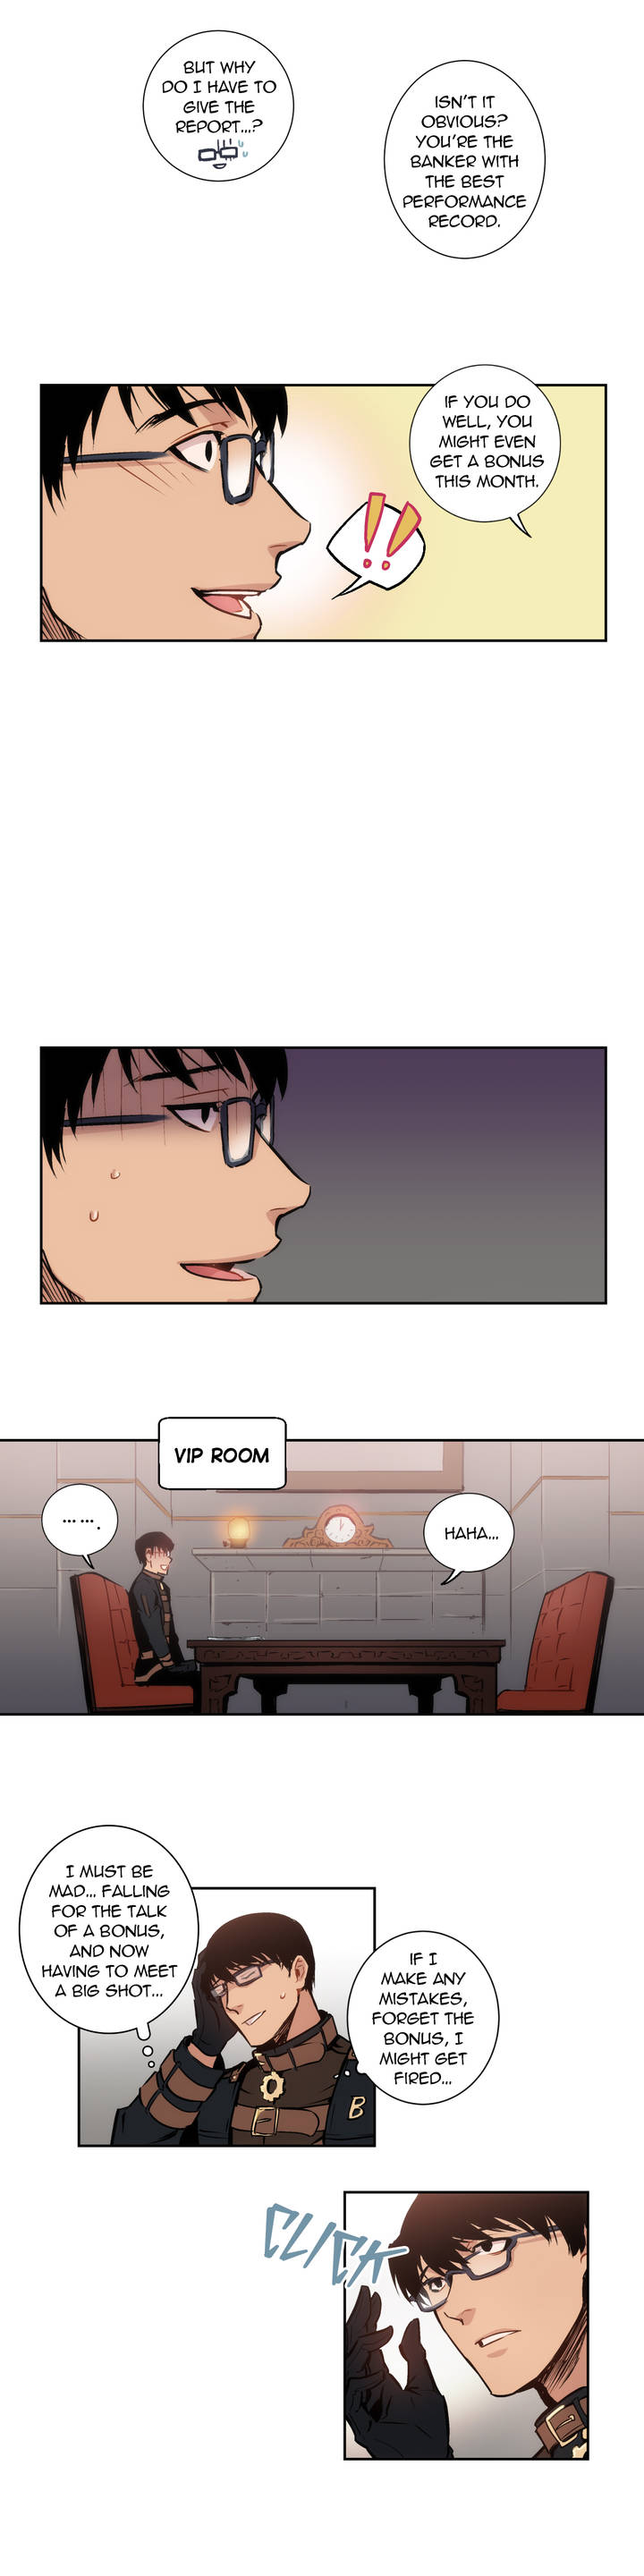 BUT WHY
DO I HAVE TO
GIVE THE
REPORT...?
ISN'T IT
OBVIOUS?
YOU'RE THE
BANKER WITH
THE BEST
PERFORMANCE
RECORD.
IF YOU DO
WELL, YOU
MIGHT EVEN
GET A BONUS
THIS MONTH.
!!
VIP ROOM
... ... .
HAHA...
I MUST BE
MAD... FALLING
FOR THE TALK
OF A BONUS,
AND NOW
HAVING TO MEET
A BIG SHOT...
IF I
MAKE ANY
MISTAKES,
FORGET THE
BONUS, I
MIGHT GET
FIRED...
B
CLICK